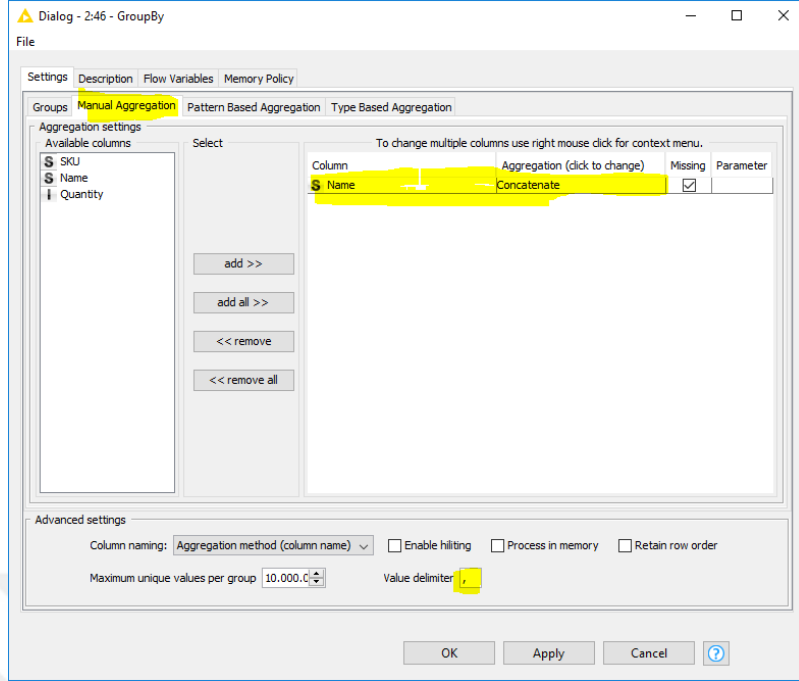 Dialog - 2:46 - GroupBy
File
Settings Description Flow Variables Memory Policy
Groups Manual Aggregation Pattern Based Aggregation Type Based Aggregation
Aggregation settings
Available columns
S SKU
S Name
I Quantity
Select
add >>
add all >>
<< remove
<< remove all
To change multiple columns use right mouse click for context menu.
Column Aggregation (click to change) Missing Parameter
S Name Concatenate
Advanced settings
Column naming: Aggregation method (column name) Enable hiliting Process in memory Retain row order
Maximum unique values per group 10.000.0 Value delimiter ,
OK Apply Cancel ?